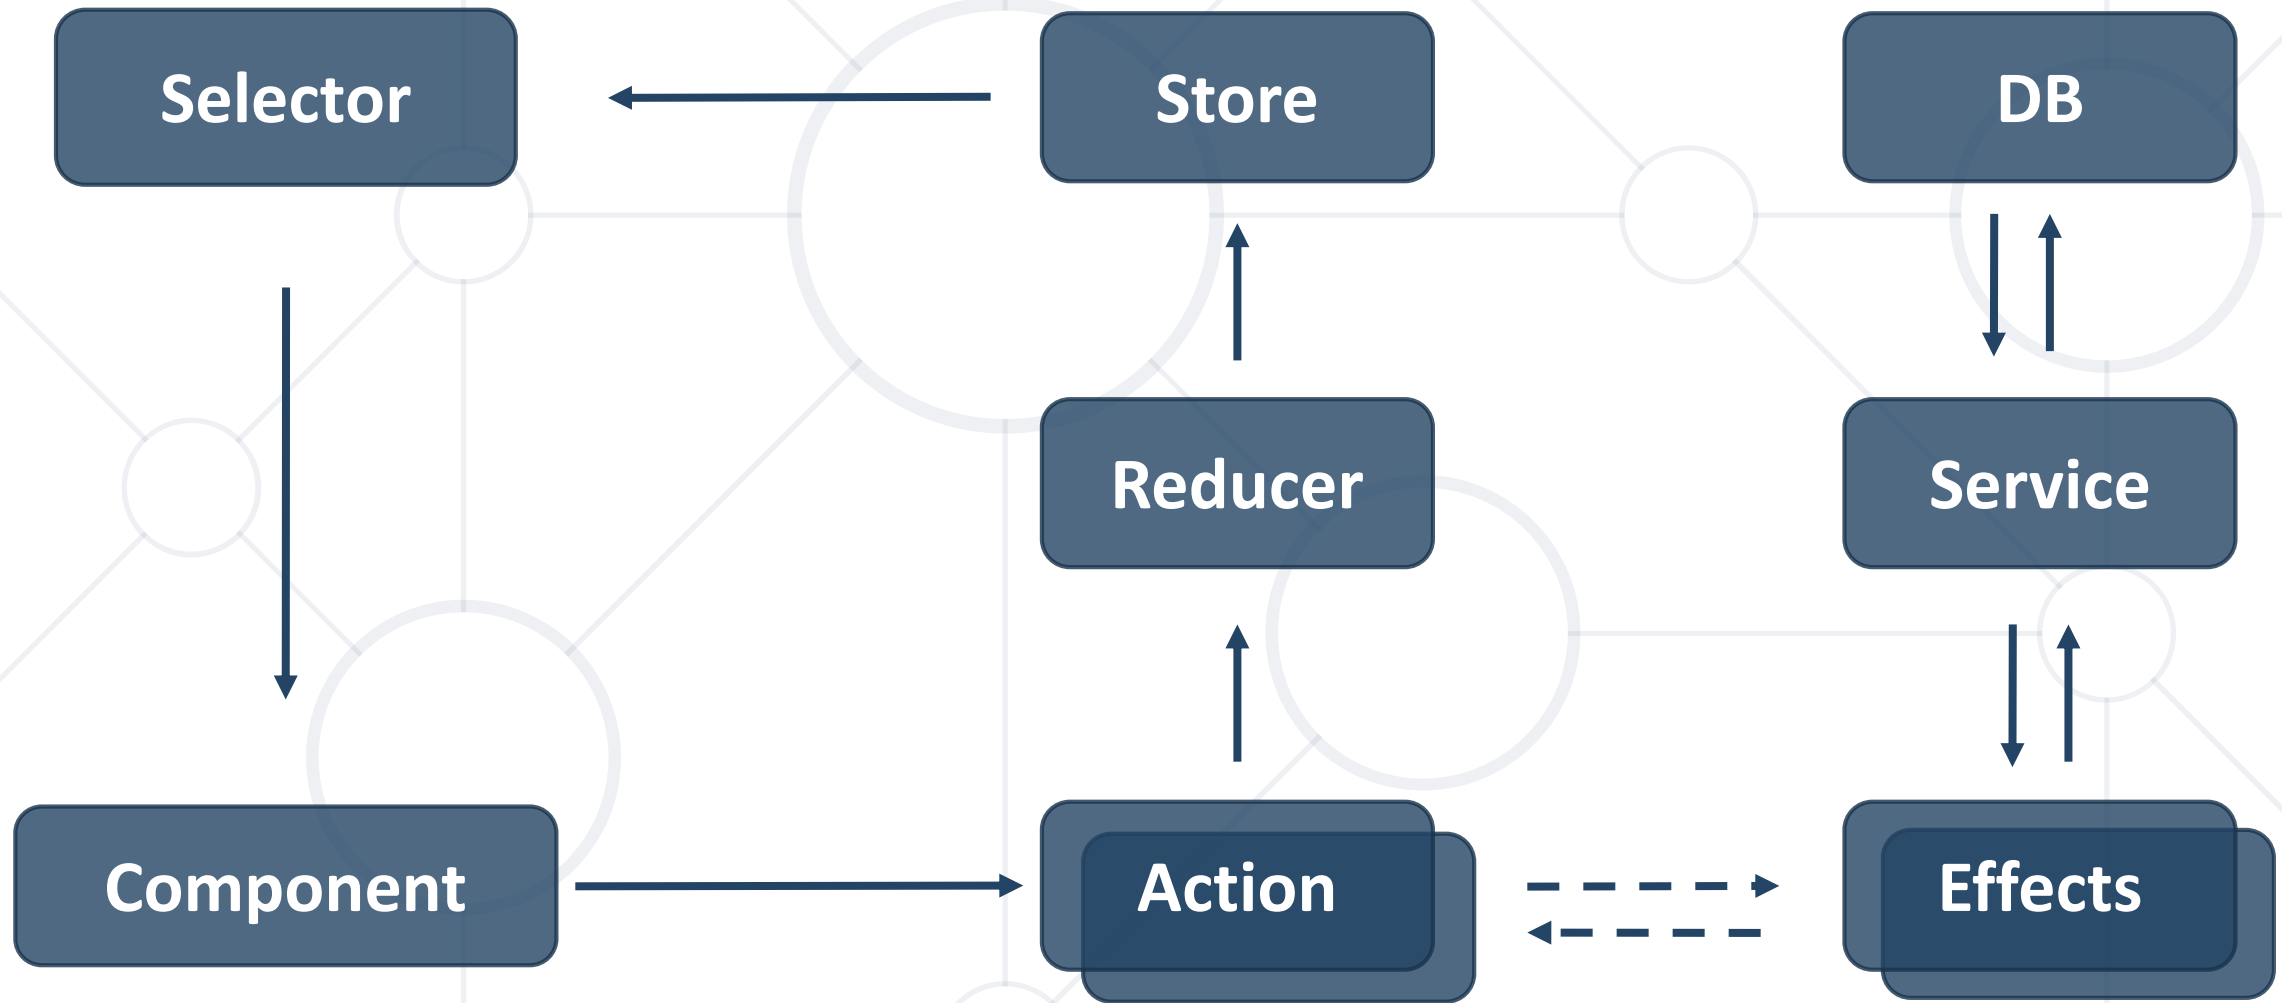 Selector
Store
DB
Reducer
Service
Component
Action
Effects